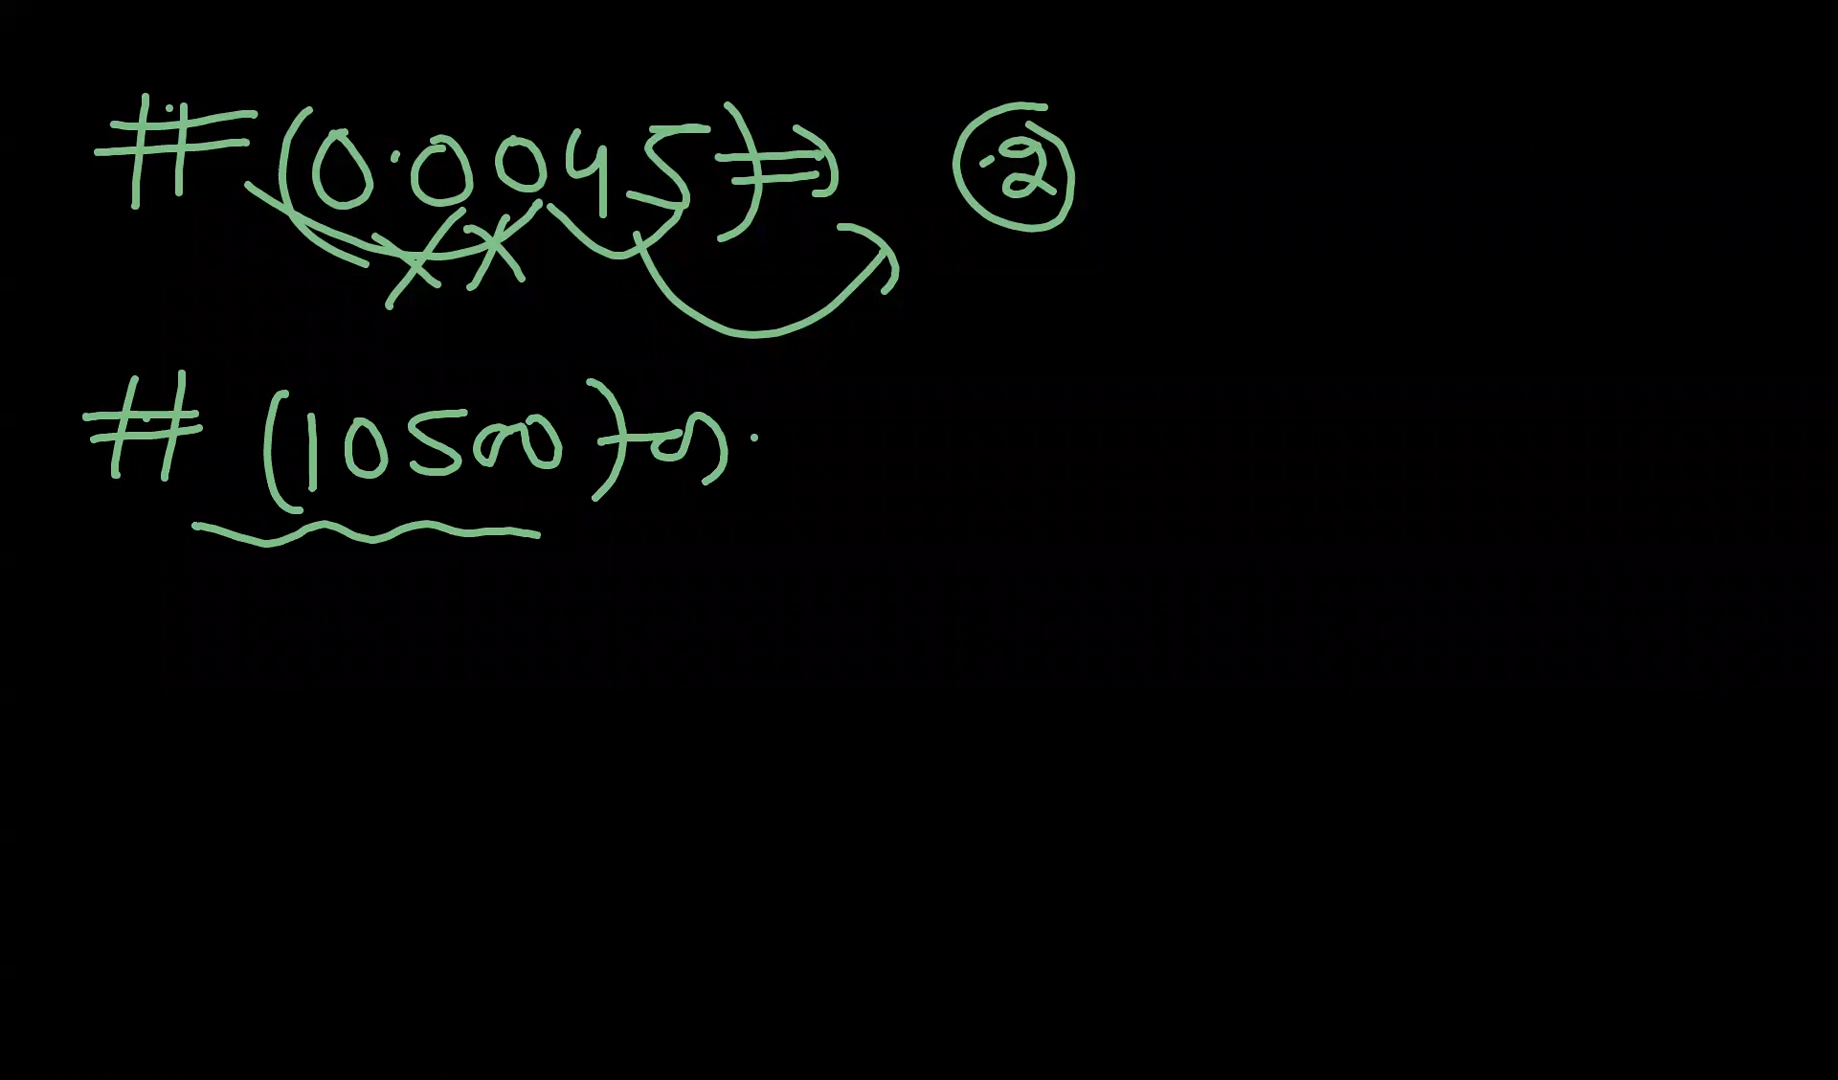 # (0.0045) ⇒ 2
# (10500) →